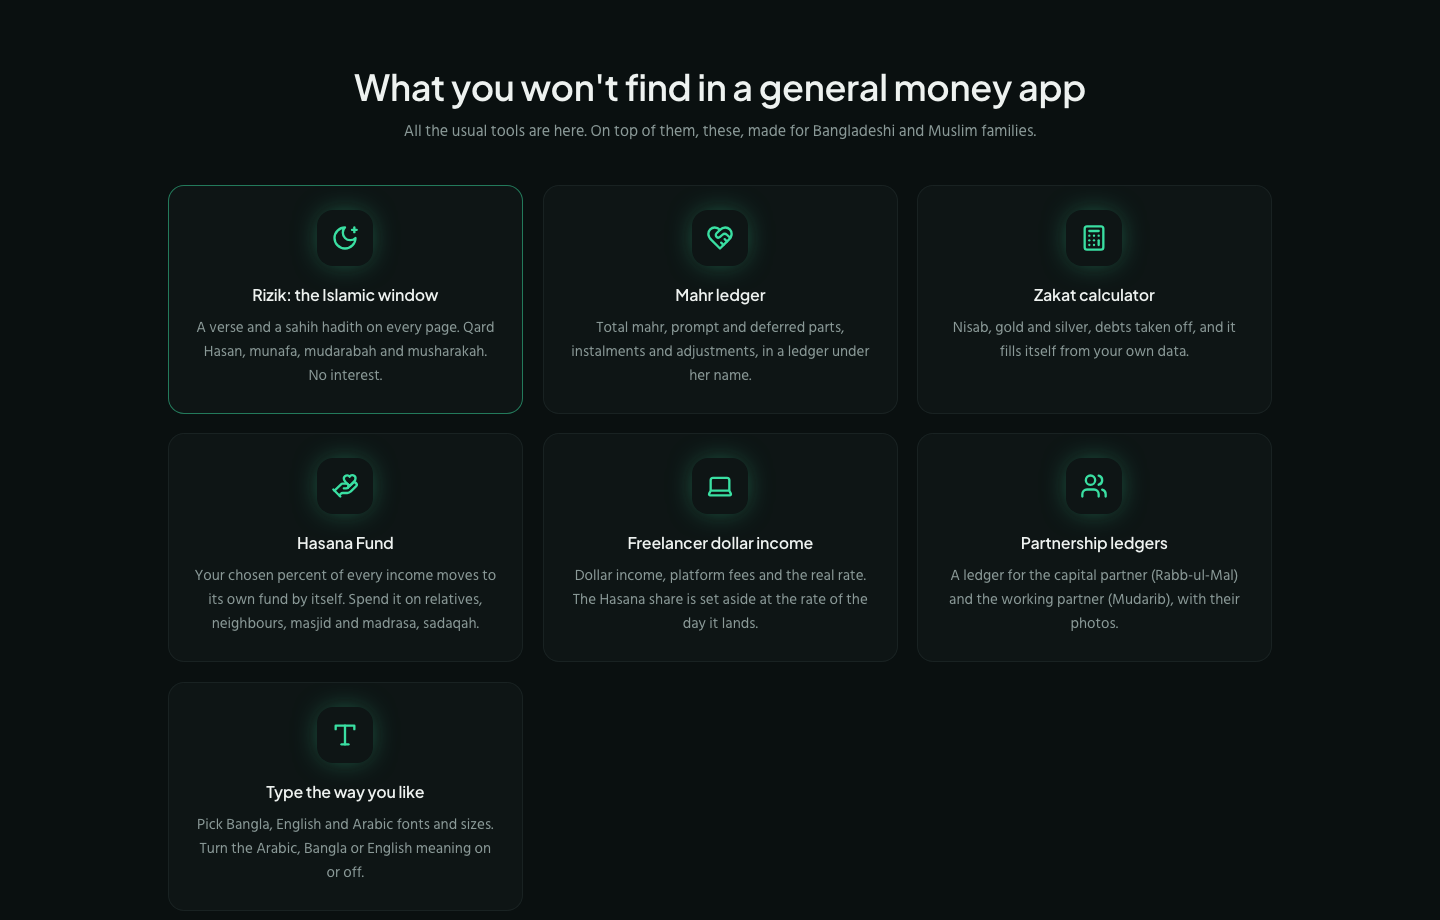 What you won't find in a general money app
All the usual tools are here. On top of them, these, made for Bangladeshi and Muslim families.
Rizik: the Islamic window
A verse and a sahih hadith on every page. Qard
Hasan, munafa, mudarabah and musharakah.
No interest.
Mahr ledger
Total mahr, prompt and deferred parts,
instalments and adjustments, in a ledger under
her name.
Zakat calculator
Nisab, gold and silver, debts taken off, and it
fills itself from your own data.
Hasana Fund
Your chosen percent of every income moves to
its own fund by itself. Spend it on relatives,
neighbours, masjid and madrasa, sadaqah.
Freelancer dollar income
Dollar income, platform fees and the real rate.
The Hasana share is set aside at the rate of the
day it lands.
Partnership ledgers
A ledger for the capital partner (Rabb-ul-Mal)
and the working partner (Mudarib), with their
photos.
Type the way you like
Pick Bangla, English and Arabic fonts and sizes.
Turn the Arabic, Bangla or English meaning on
or off.